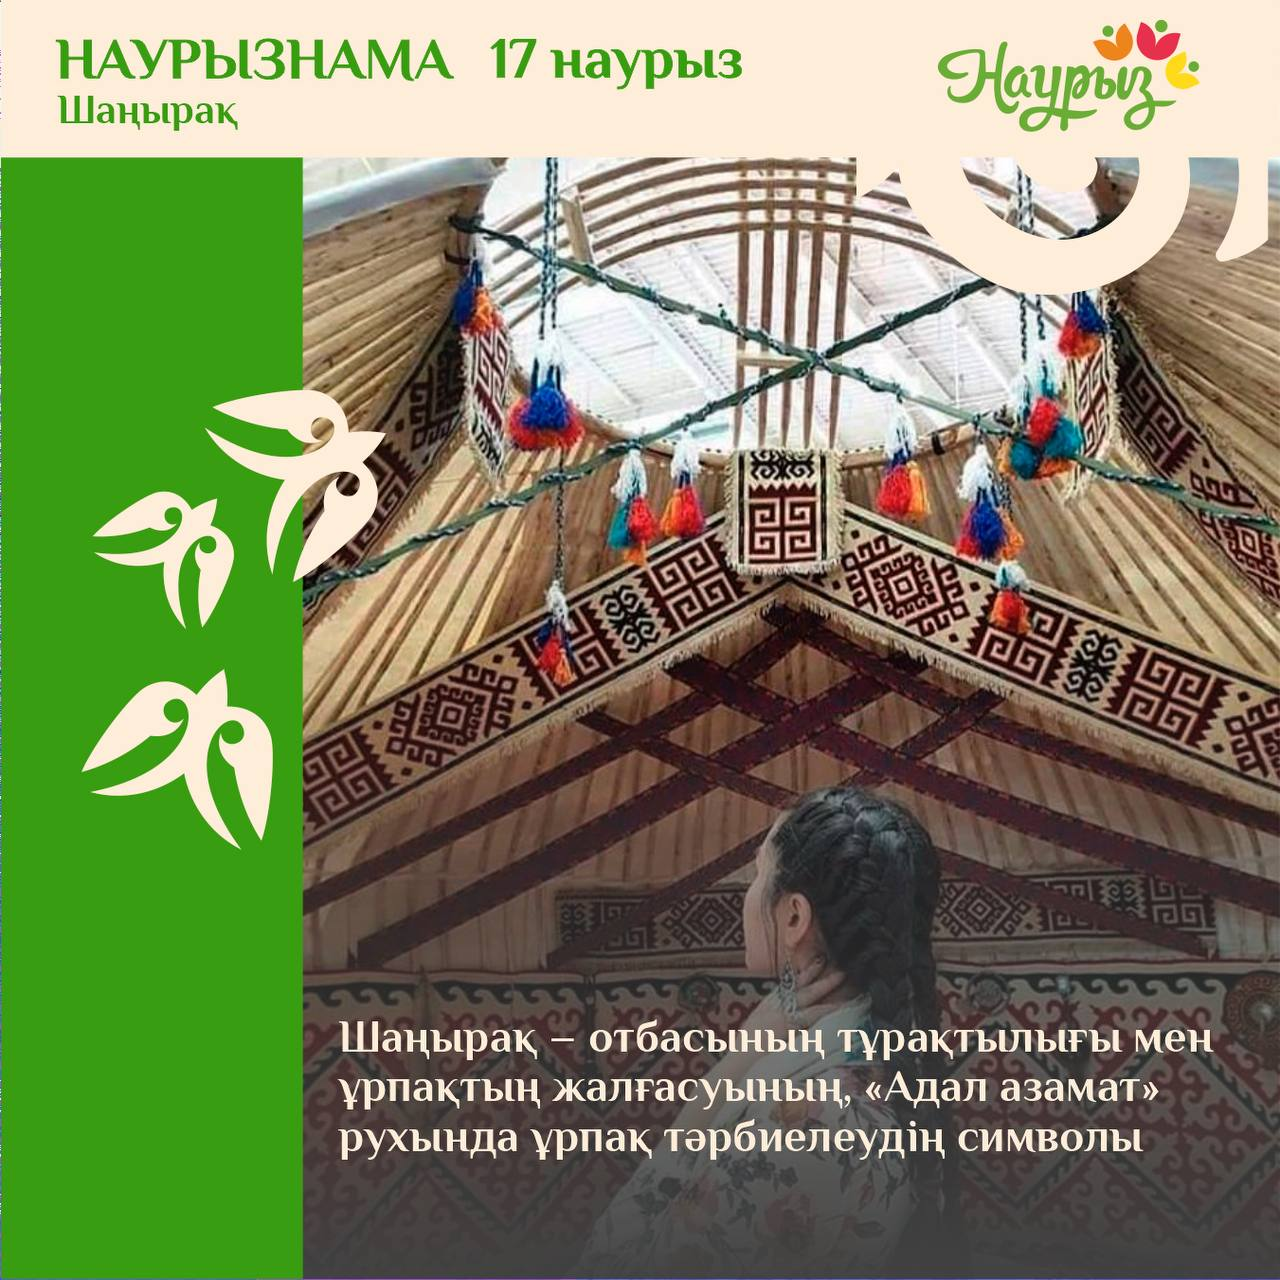 НАУРЫЗНАМА 17 наурыз
Шаңырақ
Наурыз
Шаңырақ – отбасының тұрақтылығы мен
ұрпақтың жалғасуының, «Адал азамат»
рухында ұрпақ тәрбиелеудің символы